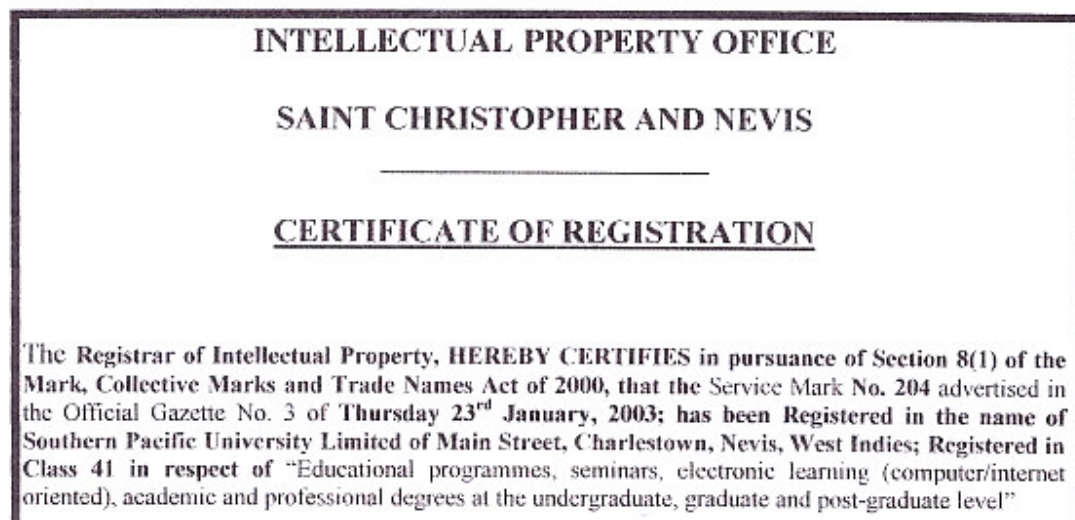 INTELLECTUAL PROPERTY OFFICE
SAINT CHRISTOPHER AND NEVIS
CERTIFICATE OF REGISTRATION
The Registrar of Intellectual Property, HEREBY CERTIFIES in pursuance of Section 8(1) of the
Mark, Collective Marks and Trade Names Act of 2000, that the Service Mark No. 204 advertised in
the Official Gazette No. 3 of Thursday 23rd January, 2003; has been Registered in the name of
Southern Pacific University Limited of Main Street, Charlestown, Nevis, West Indies; Registered in
Class 41 in respect of “Educational programmes, seminars, electronic learning (computer/internet
oriented), academic and professional degrees at the undergraduate, graduate and post-graduate level”